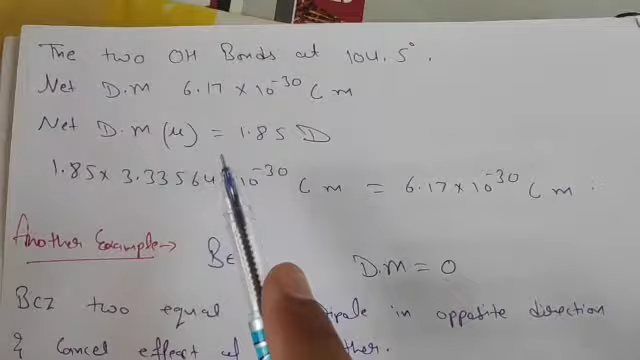 The two OH Bonds at 104.5°.
Net D.M 6.17 × 10⁻³⁰ C m
Net D.M (μ) = 1.85 D
1.85 × 3.33564 10⁻³⁰ C m = 6.17 × 10⁻³⁰ C m.
Another Example →
D.M = 0
BCZ two equal in opposite direction
& Cancel effect